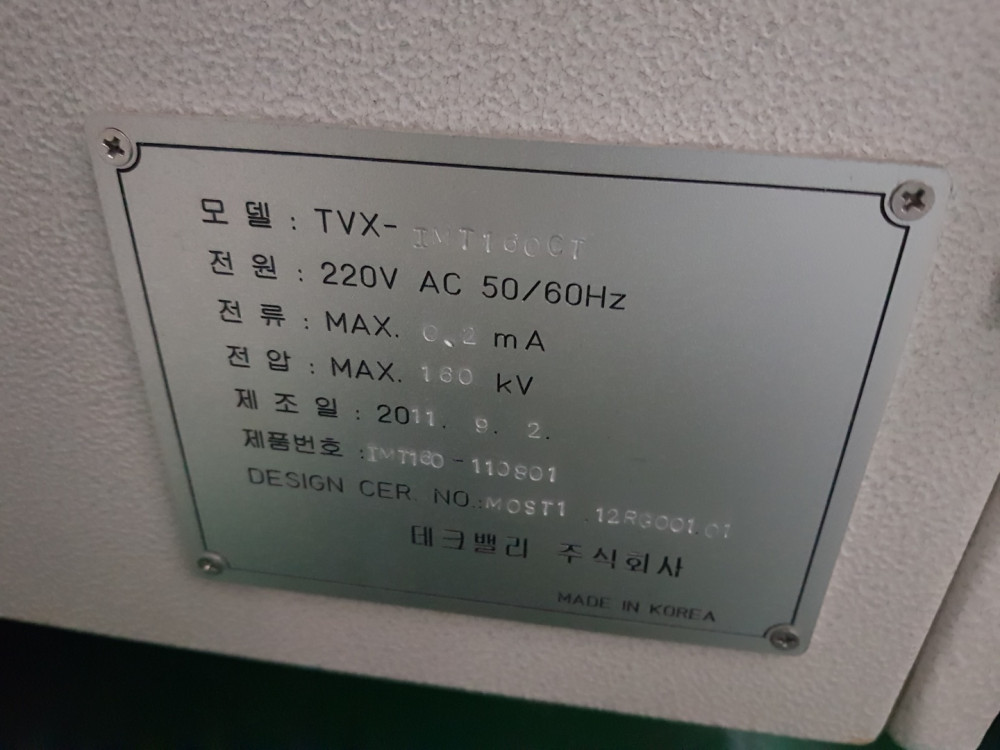 모 델 : TVX- IMT160CT
전 원 : 220V AC 50/60Hz
전 류 : MAX. 0.2 mA
전 압 : MAX. 160 kV
제 조 일 : 2011. 9. 2.
제품번호 : IMT160-110901
DESIGN CER. NO.:MOST1 .12RG001.01
테크밸리 주식회사
MADE IN KOREA